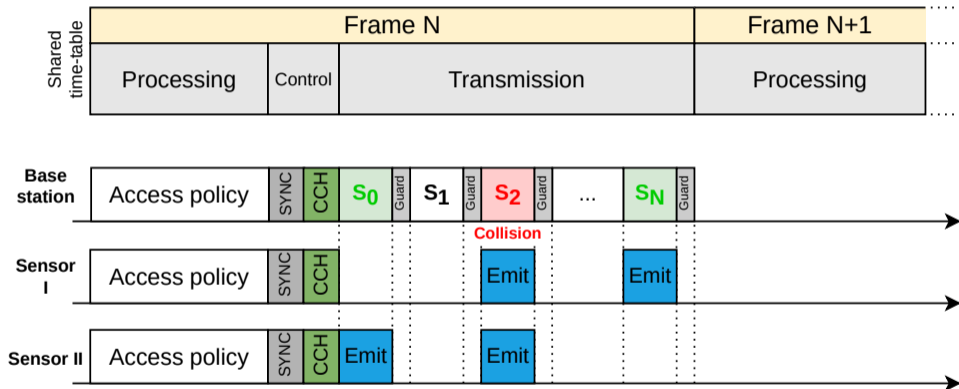 Frame N
Frame N+1
Shared
time-table
Processing
Control
Transmission
Processing
Base
station
Access policy
SYNC
CCH
S0
Guard
S1
Guard
S2
Guard
...
SN
Guard
Collision
Sensor
I
Access policy
SYNC
CCH
Emit
Emit
Sensor II
Access policy
SYNC
CCH
Emit
Emit